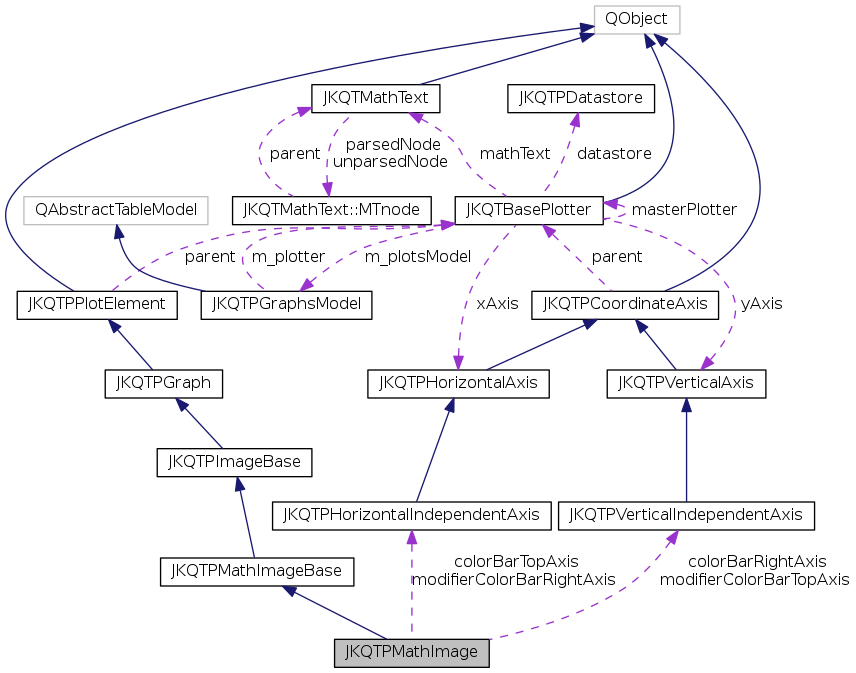 QObject
JKQTMathText
JKQTPDatastore
parent
parsedNode
unparsedNode
mathText
datastore
QAbstractTableModel
JKQTMathText::MTnode
JKQTBasePlotter
masterPlotter
parent
m_plotter
m_plotsModel
parent
JKQTPPlotElement
JKQTPGraphsModel
xAxis
JKQTPCoordinateAxis
yAxis
JKQTPGraph
JKQTPHorizontalAxis
JKQTPVerticalAxis
JKQTPImageBase
JKQTPHorizontalIndependentAxis
JKQTPVerticalIndependentAxis
JKQTPMathImageBase
colorBarTopAxis
modifierColorBarRightAxis
colorBarRightAxis
modifierColorBarTopAxis
JKQTPMathImage